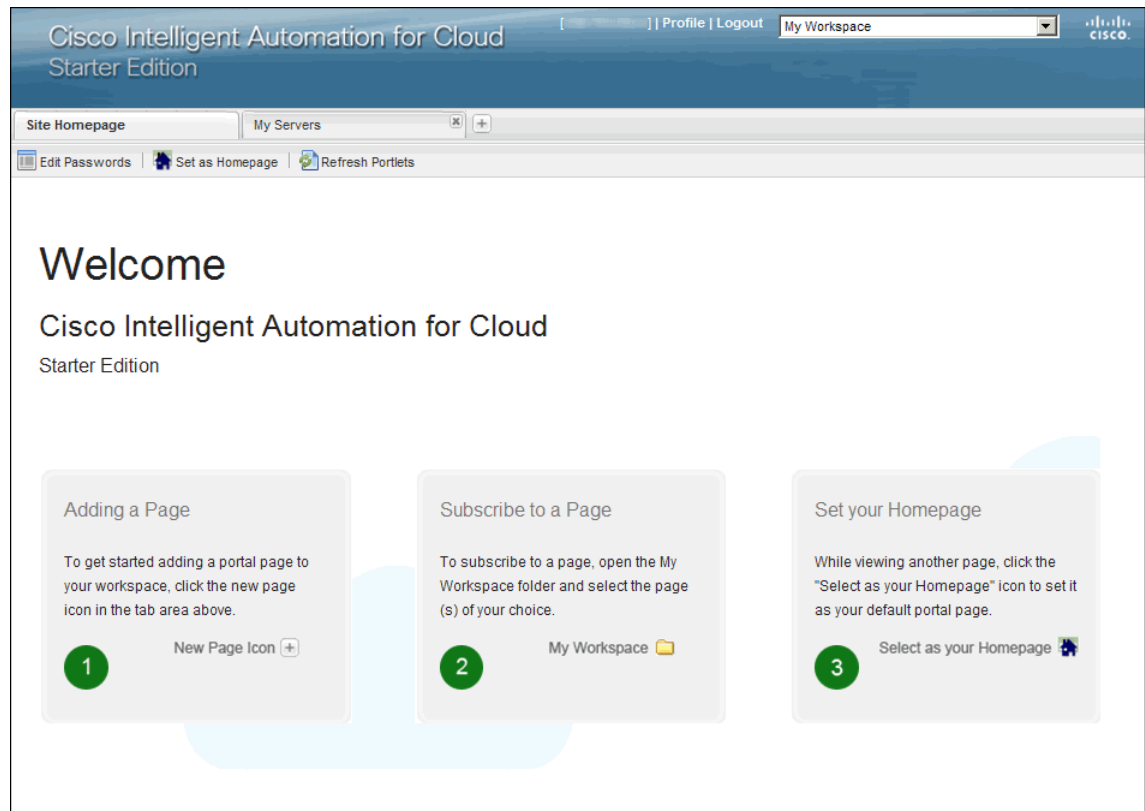 Cisco Intelligent Automation for Cloud
Starter Edition
[ ] | Profile | Logout
My Workspace
CISCO.
Site Homepage
My Servers
Edit Passwords
Set as Homepage
Refresh Portlets
Welcome
Cisco Intelligent Automation for Cloud
Starter Edition
Adding a Page
To get started adding a portal page to
your workspace, click the new page
icon in the tab area above.
New Page Icon
1
Subscribe to a Page
To subscribe to a page, open the My
Workspace folder and select the page
(s) of your choice.
My Workspace
2
Set your Homepage
While viewing another page, click the
"Select as your Homepage" icon to set it
as your default portal page.
Select as your Homepage
3